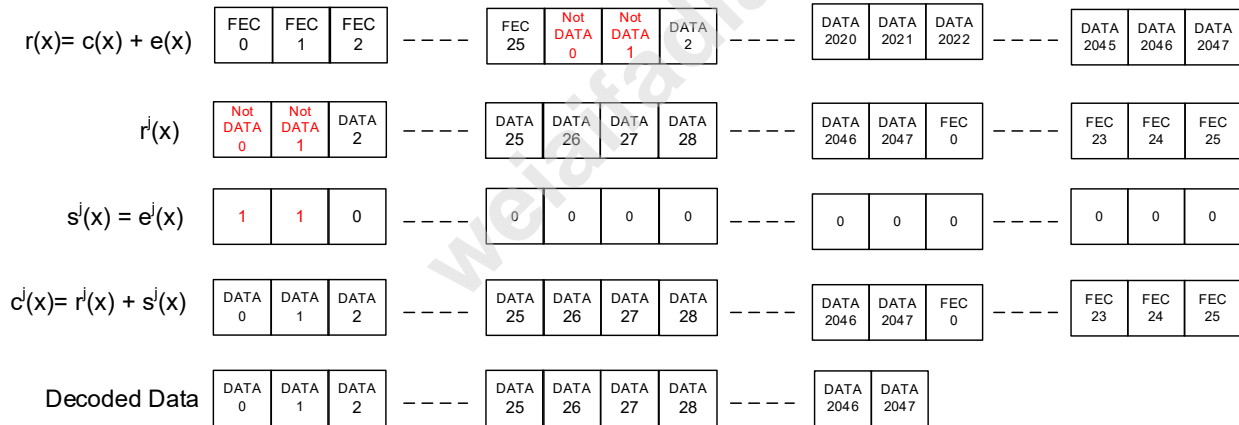 r(x)= c(x) + e(x)
FEC 0 FEC 1 FEC 2 FEC 25 Not DATA 0 Not DATA 1 DATA 2 DATA 2020 DATA 2021 DATA 2022 DATA 2045 DATA 2046 DATA 2047
rʲ(x)
Not DATA 0 Not DATA 1 DATA 2 DATA 25 DATA 26 DATA 27 DATA 28 DATA 2046 DATA 2047 FEC 0 FEC 23 FEC 24 FEC 25
sʲ(x) = eʲ(x)
1 1 0 0 0 0 0 0 0 0 0 0 0
cʲ(x)= rʲ(x) + sʲ(x)
DATA 0 DATA 1 DATA 2 DATA 25 DATA 26 DATA 27 DATA 28 DATA 2046 DATA 2047 FEC 0 FEC 23 FEC 24 FEC 25
Decoded Data
DATA 0 DATA 1 DATA 2 DATA 25 DATA 26 DATA 27 DATA 28 DATA 2046 DATA 2047